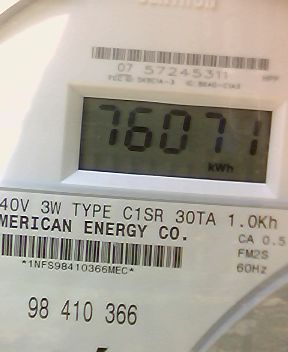 07 57245311
76071
kWh
40V 3W TYPE C1SR 30TA 1.0Kh
MERICAN ENERGY CO.
CA 0.5
FM2S
*1NFS98410366MEC*
60Hz
98 410 366